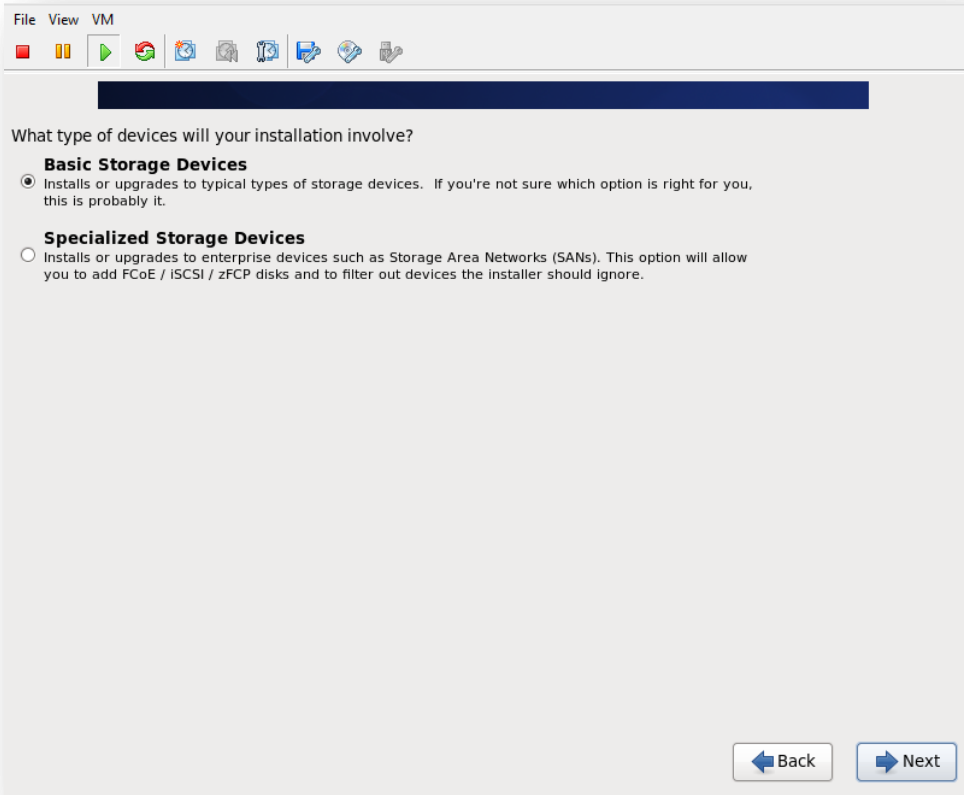 File View VM
What type of devices will your installation involve?
Basic Storage Devices
Installs or upgrades to typical types of storage devices.  If you're not sure which option is right for you,
this is probably it.
Specialized Storage Devices
Installs or upgrades to enterprise devices such as Storage Area Networks (SANs). This option will allow
you to add FCoE / iSCSI / zFCP disks and to filter out devices the installer should ignore.
Back Next